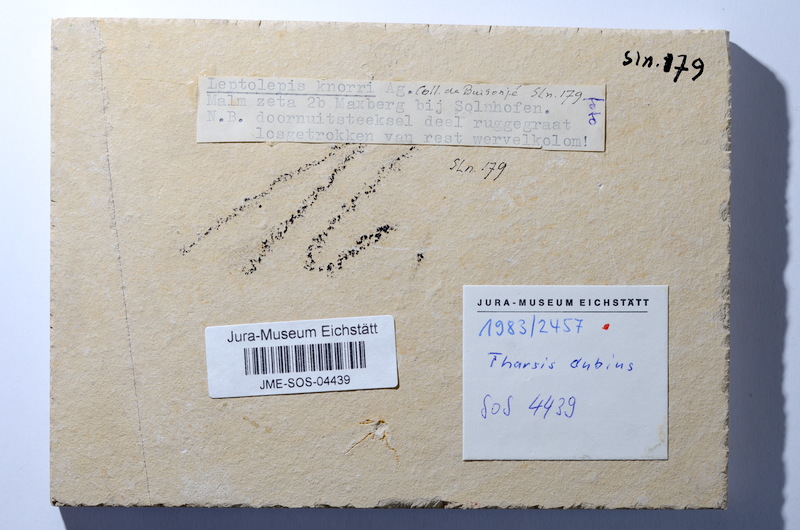 Sln. 179
Leptolepis knorri Ag. Coll. de Buisonjé Sln. 179
Malm zeta 2b Maxberg bij Solnhofen.
N.B. doornuitsteeksel deel ruggegraat
losgetrokken van rest wervelkolom!
foto
Sln. 179
Jura-Museum Eichstätt
JME-SOS-04439
JURA-MUSEUM EICHSTÄTT
1983/2457
Tharsis dubius
SOS 4439